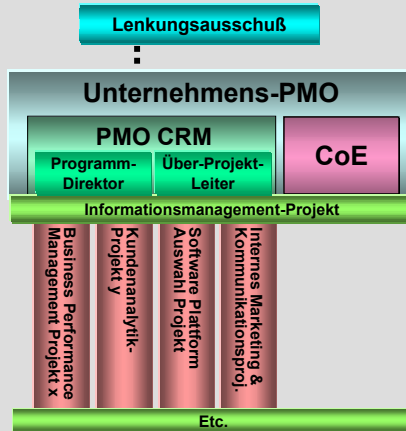 Lenkungsausschuß
Unternehmens-PMO
PMO CRM
CoE
Programm-
Direktor
Über-Projekt-
Leiter
Informationsmanagement-Projekt
Business Performance
Management Projekt x
Kundenanalytik-
Projekt y
Software Plattform
Auswahl Projekt
Internes Marketing &
Kommunikationsproj.
Etc.